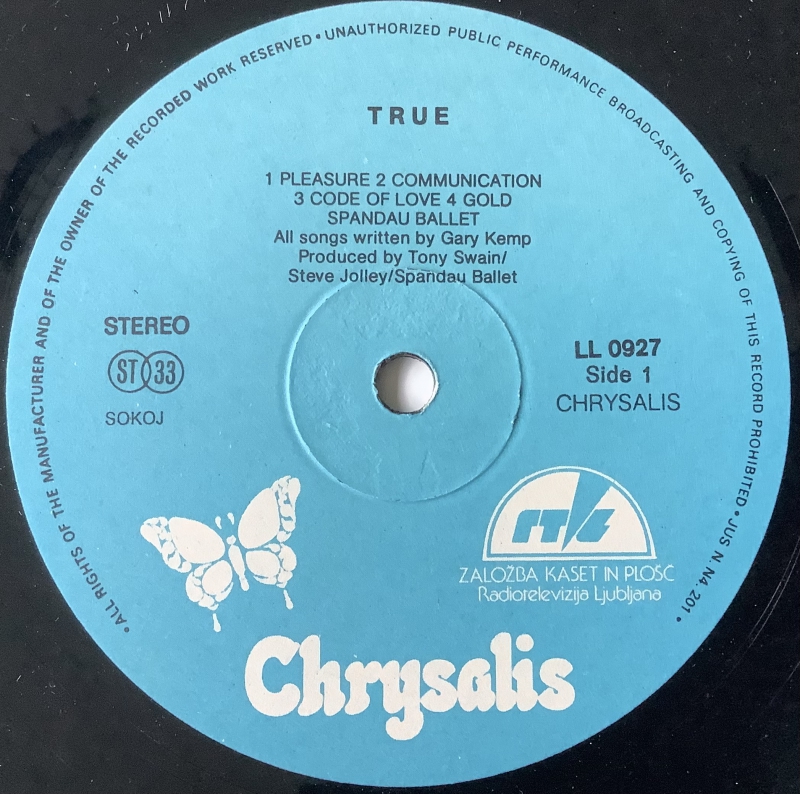 • ALL RIGHTS OF THE MANUFACTURER AND OF THE OWNER OF THE RECORDED WORK RESERVED • UNAUTHORIZED PUBLIC PERFORMANCE BROADCASTING AND COPYING OF THIS RECORD PROHIBITED • JUS N. N4. 201 •
TRUE
1 PLEASURE 2 COMMUNICATION
3 CODE OF LOVE 4 GOLD
SPANDAU BALLET
All songs written by Gary Kemp
Produced by Tony Swain/
Steve Jolley/Spandau Ballet
STEREO
ST 33
SOKOJ
LL 0927
Side 1
CHRYSALIS
RTL
ZALOŽBA KASET IN PLOŠČ
Radiotelevizija Ljubljana
Chrysalis